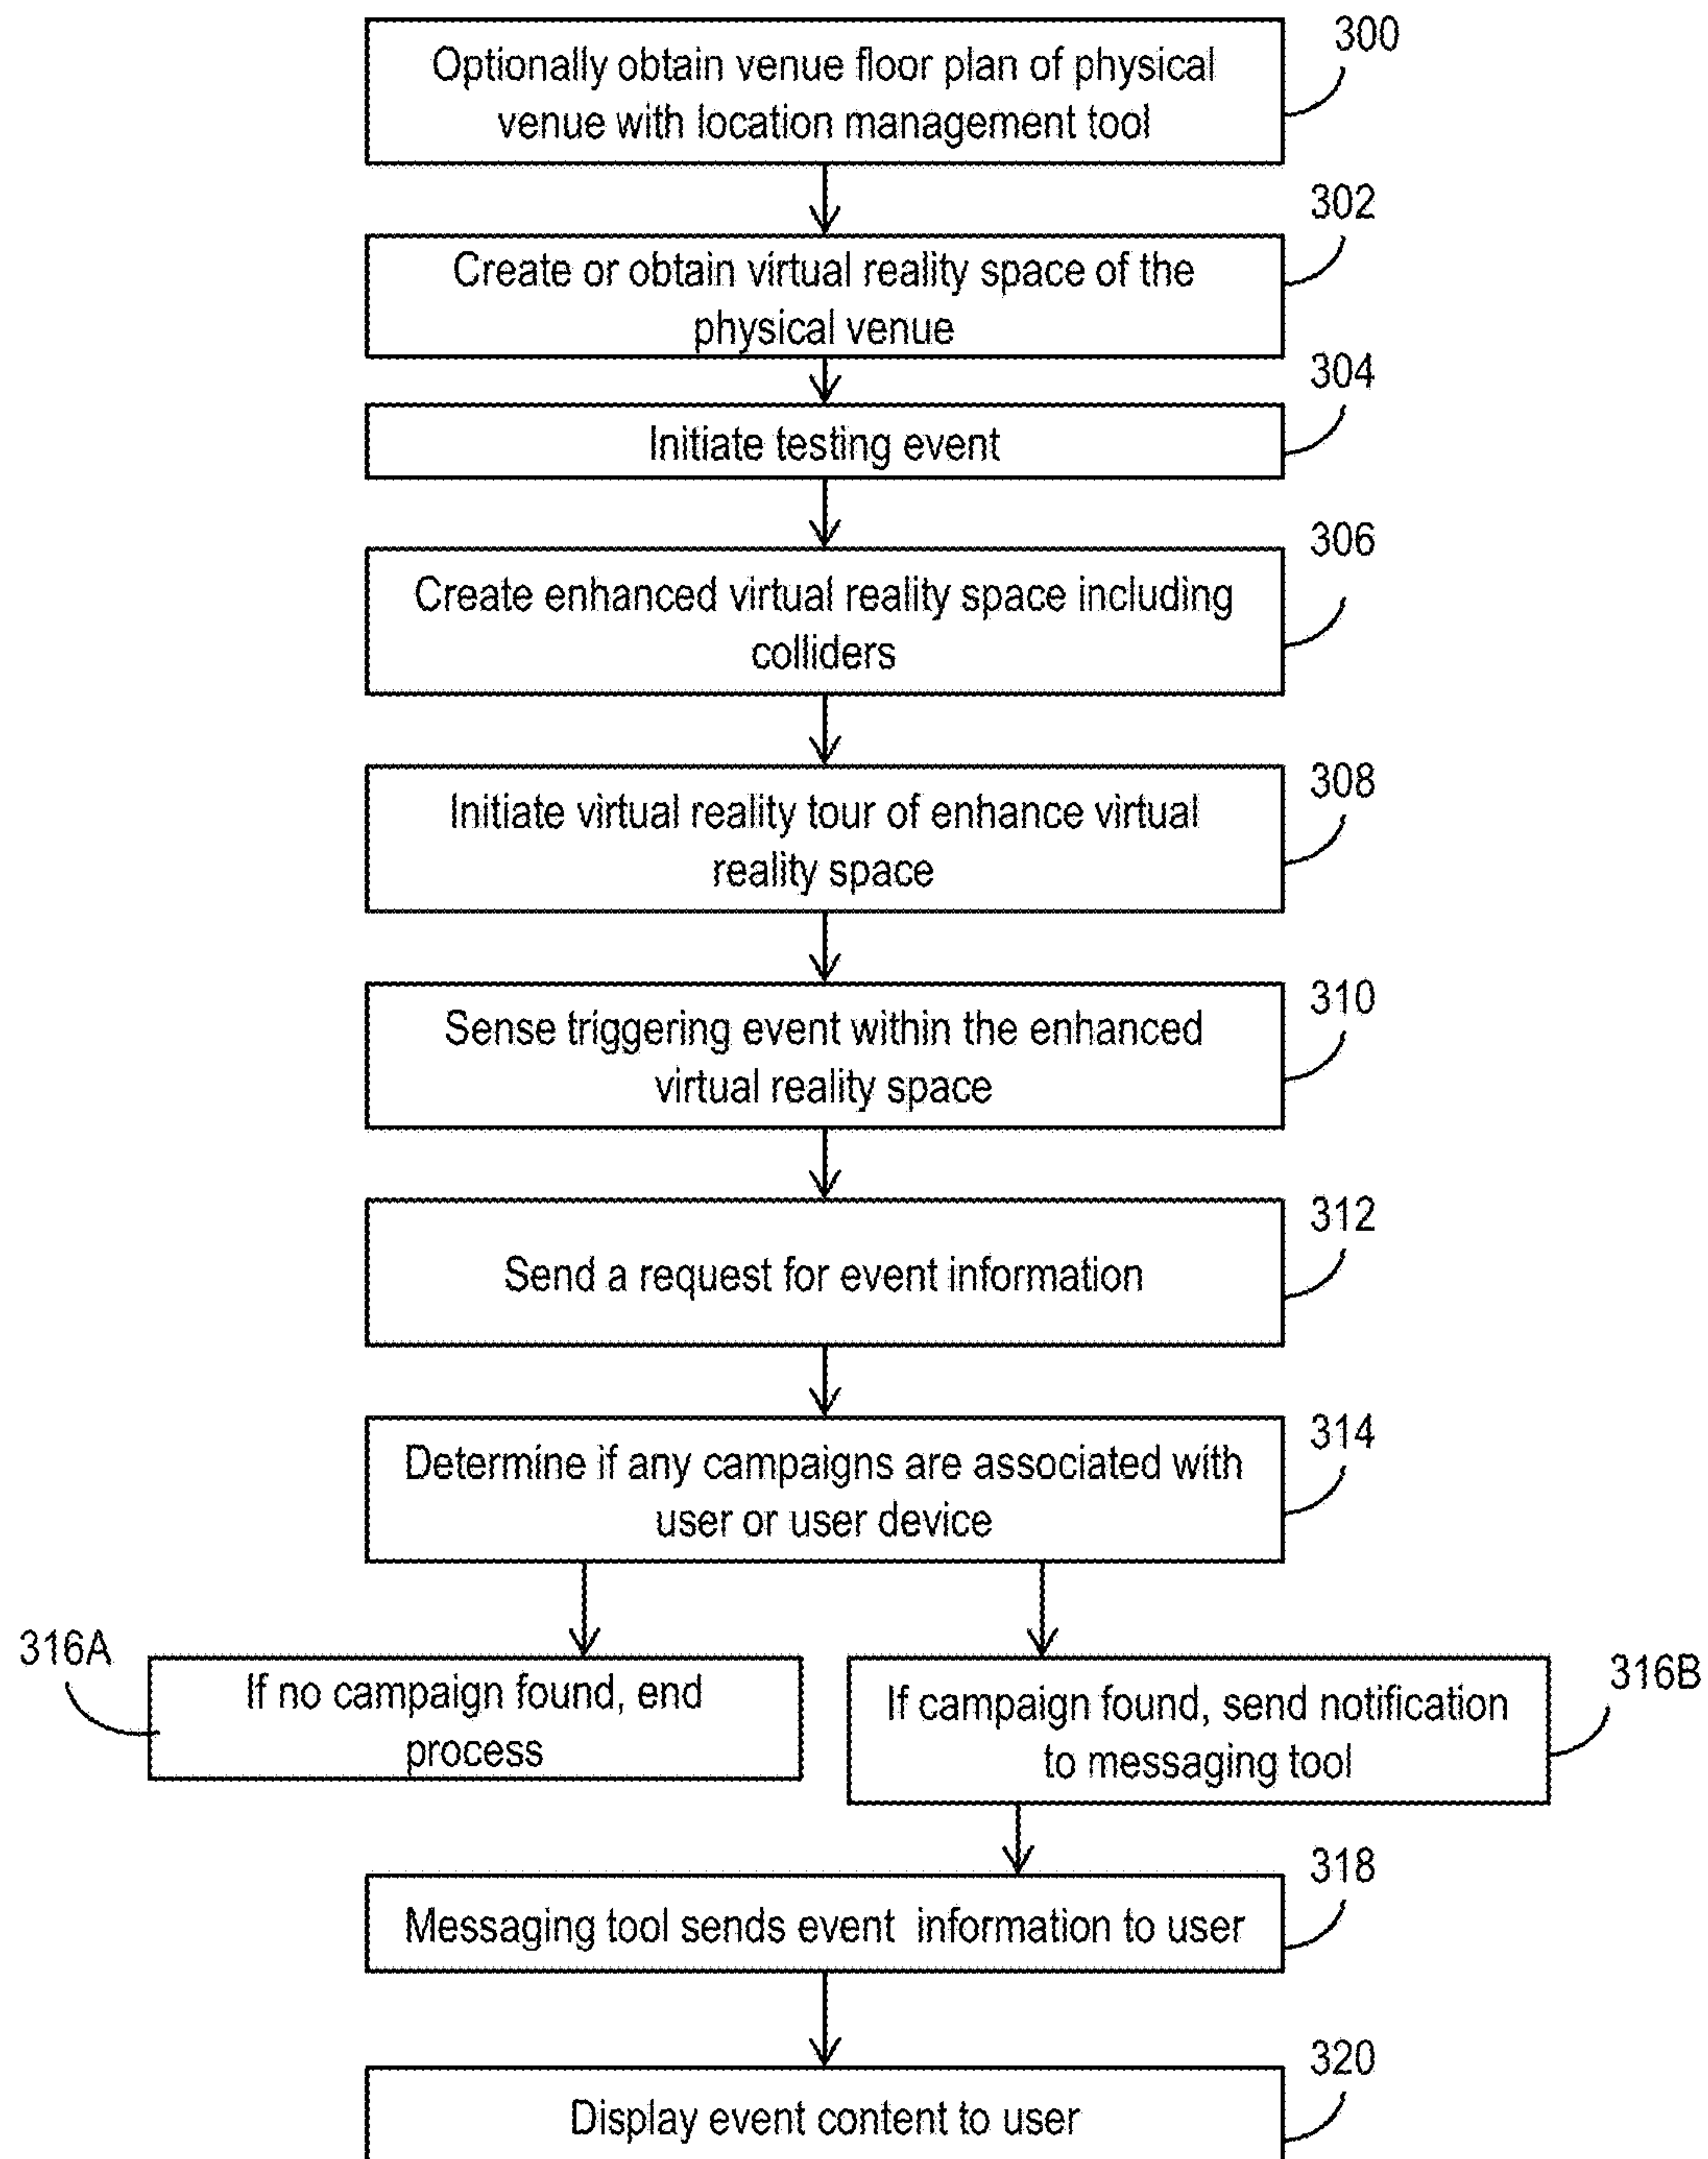 300
Optionally obtain venue floor plan of physical
venue with location management tool
302
Create or obtain virtual reality space of the
physical venue
304
Initiate testing event
306
Create enhanced virtual reality space including
colliders
308
Initiate virtual reality tour of enhance virtual
reality space
310
Sense triggering event within the enhanced
virtual reality space
312
Send a request for event information
314
Determine if any campaigns are associated with
user or user device
316A
If no campaign found, end
process
316B
If campaign found, send notification
to messaging tool
318
Messaging tool sends event information to user
320
Display event content to user